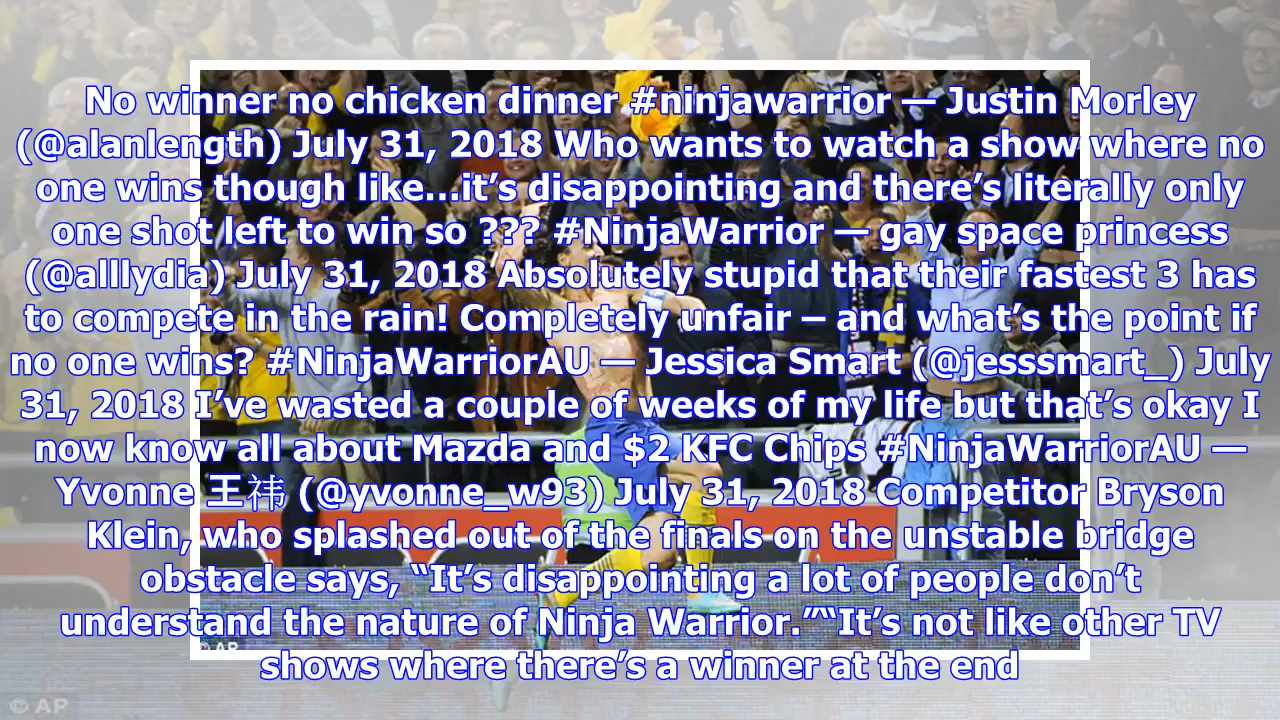 No winner no chicken dinner #ninjawarrior — Justin Morley
(@alanlength) July 31, 2018 Who wants to watch a show where no
one wins though like…it’s disappointing and there’s literally only
one shot left to win so ??? #NinjaWarrior — gay space princess
(@alllydia) July 31, 2018 Absolutely stupid that their fastest 3 has
to compete in the rain! Completely unfair – and what’s the point if
no one wins? #NinjaWarriorAU — Jessica Smart (@jesssmart_) July
31, 2018 I’ve wasted a couple of weeks of my life but that’s okay I
now know all about Mazda and $2 KFC Chips #NinjaWarriorAU —
Yvonne 王祎 (@yvonne_w93) July 31, 2018 Competitor Bryson
Klein, who splashed out of the finals on the unstable bridge
obstacle says, “It’s disappointing a lot of people don’t
understand the nature of Ninja Warrior.”“It’s not like other TV
shows where there’s a winner at the end
© AP
© AP